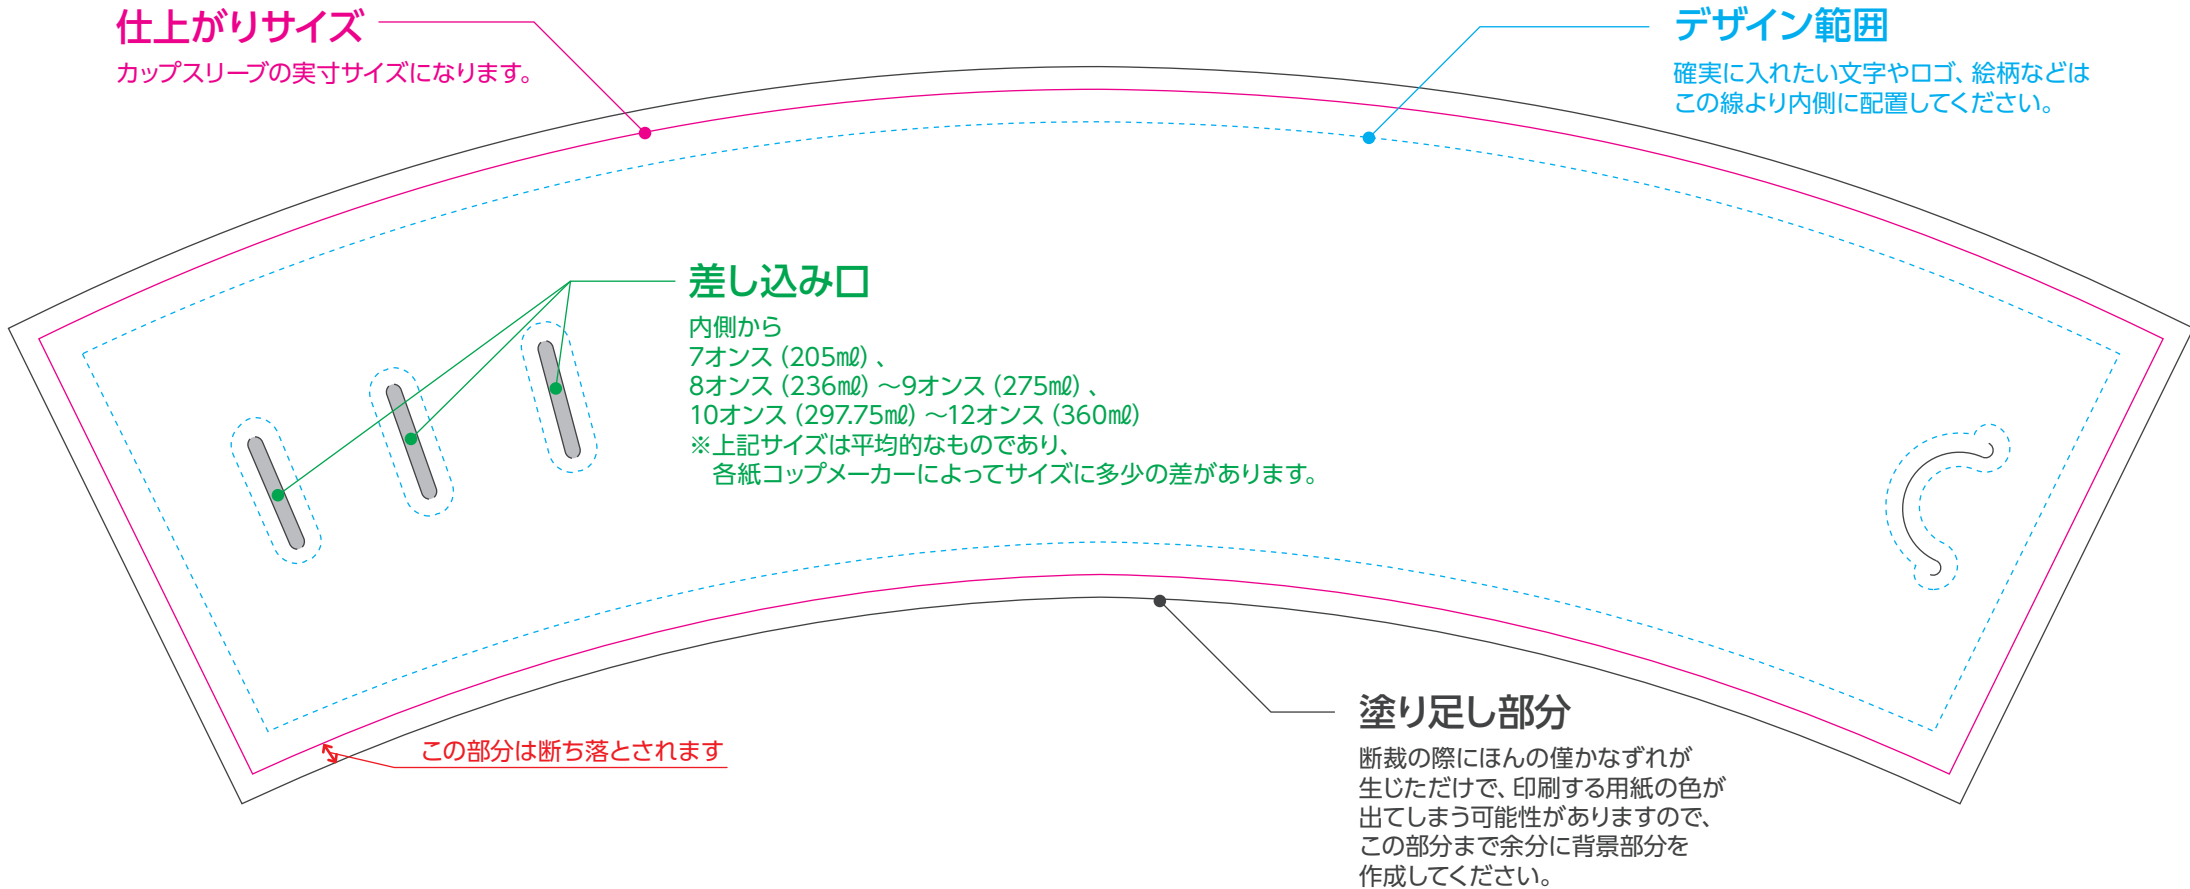 仕上がりサイズ
カップスリーブの実寸サイズになります。
デザイン範囲
確実に入れたい文字やロゴ、絵柄などは
この線より内側に配置してください。
差し込み口
内側から
7オンス (205㎖) 、
8オンス (236㎖) ～9オンス (275㎖) 、
10オンス (297.75㎖) ～12オンス (360㎖)
※上記サイズは平均的なものであり、
各紙コップメーカーによってサイズに多少の差があります。
この部分は断ち落とされます
塗り足し部分
断裁の際にほんの僅かなずれが
生じただけで、印刷する用紙の色が
出てしまう可能性がありますので、
この部分まで余分に背景部分を
作成してください。